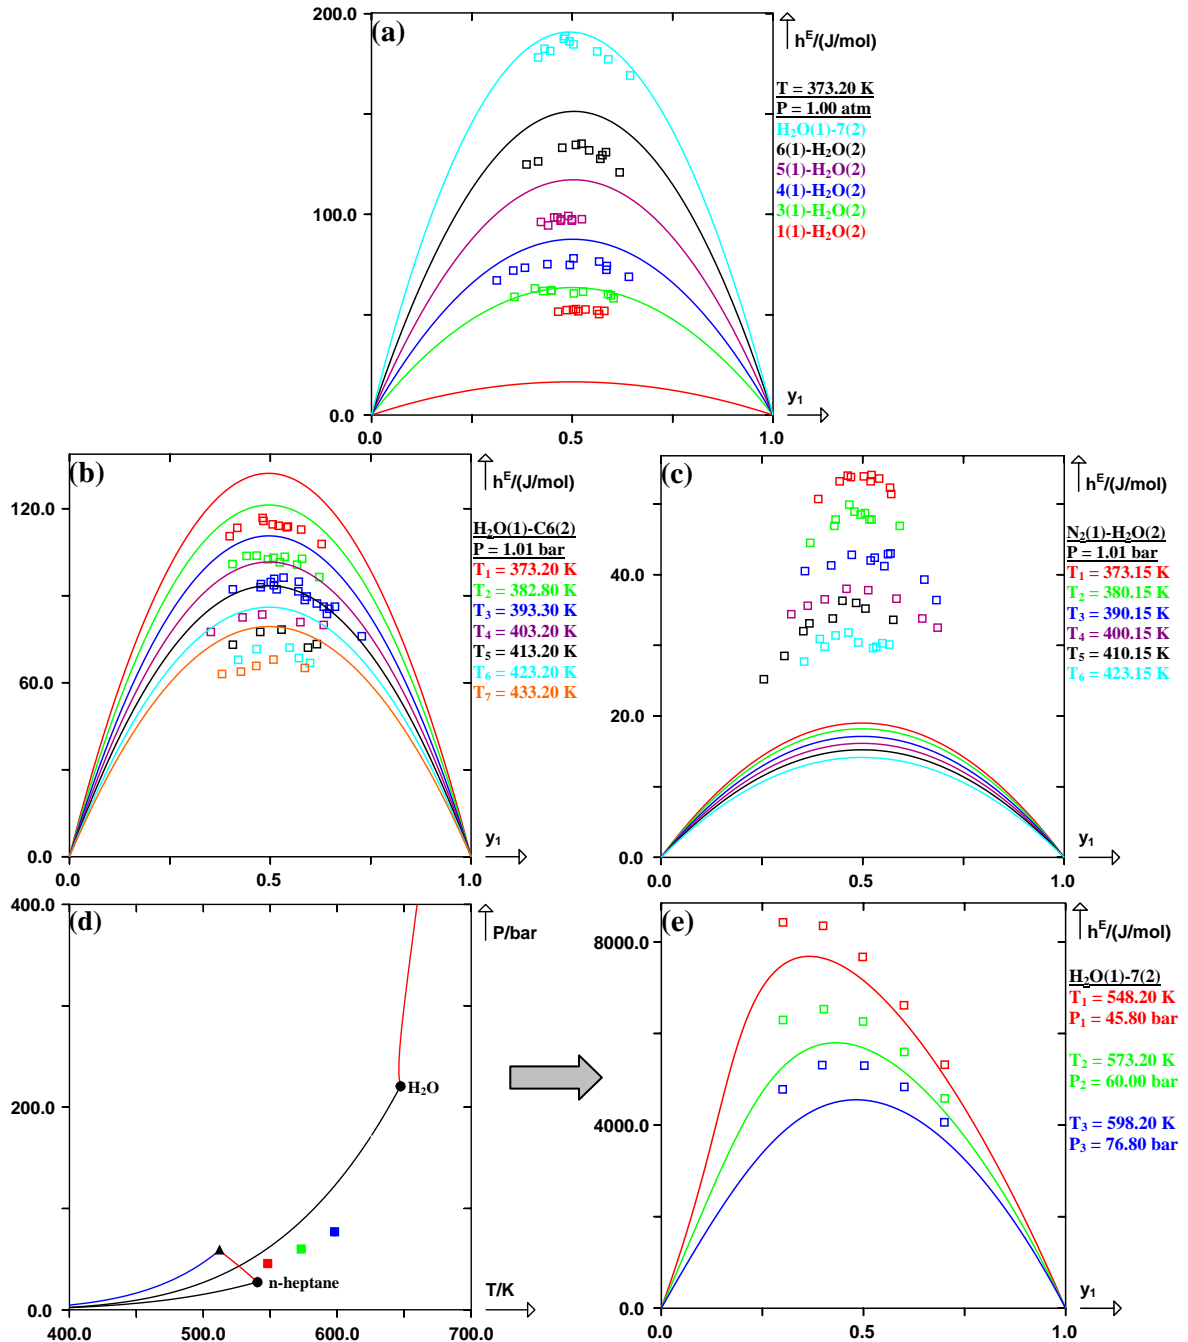 (a)
200.0
100.0
0.0
0.0
0.5
1.0
y₁
hᴱ/(J/mol)
T = 373.20 K
P = 1.00 atm
H₂O(1)-7(2)
6(1)-H₂O(2)
5(1)-H₂O(2)
4(1)-H₂O(2)
3(1)-H₂O(2)
1(1)-H₂O(2)
(b)
120.0
60.0
0.0
0.0
0.5
1.0
y₁
hᴱ/(J/mol)
H₂O(1)-C6(2)
P = 1.01 bar
T₁ = 373.20 K
T₂ = 382.80 K
T₃ = 393.30 K
T₄ = 403.20 K
T₅ = 413.20 K
T₆ = 423.20 K
T₇ = 433.20 K
(c)
40.0
20.0
0.0
0.0
0.5
1.0
y₁
hᴱ/(J/mol)
N₂(1)-H₂O(2)
P = 1.01 bar
T₁ = 373.15 K
T₂ = 380.15 K
T₃ = 390.15 K
T₄ = 400.15 K
T₅ = 410.15 K
T₆ = 423.15 K
(d)
400.0
200.0
0.0
400.0
500.0
600.0
700.0
P/bar
T/K
H₂O
n-heptane
(e)
8000.0
4000.0
0.0
0.0
0.5
1.0
y₁
hᴱ/(J/mol)
H₂O(1)-7(2)
T₁ = 548.20 K
P₁ = 45.80 bar
T₂ = 573.20 K
P₂ = 60.00 bar
T₃ = 598.20 K
P₃ = 76.80 bar